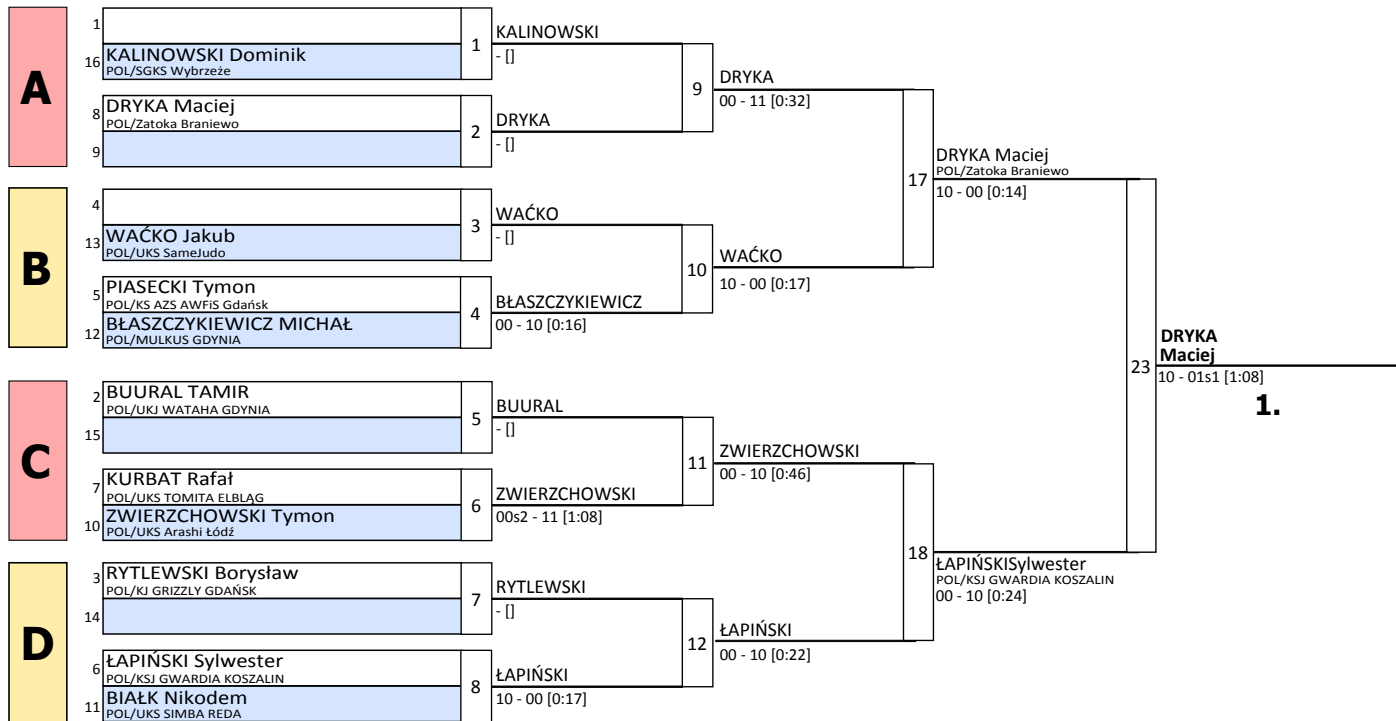 A
1
16 KALINOWSKI Dominik
POL/SGKS Wybrzeże
1
KALINOWSKI
- []
8 DRYKA Maciej
POL/Zatoka Braniewo
9
2
DRYKA
- []
9
DRYKA
00 - 11 [0:32]
B
4
13 WAĆKO Jakub
POL/UKS SameJudo
3
WAĆKO
- []
5 PIASECKI Tymon
POL/KS AZS AWFiS Gdańsk
12 BŁASZCZYKIEWICZ MICHAŁ
POL/MULKUS GDYNIA
4
BŁASZCZYKIEWICZ
00 - 10 [0:16]
10
WAĆKO
10 - 00 [0:17]
17
DRYKA Maciej
POL/Zatoka Braniewo
10 - 00 [0:14]
C
2 BUURAL TAMIR
POL/UKJ WATAHA GDYNIA
15
5
BUURAL
- []
7 KURBAT Rafał
POL/UKS TOMITA ELBLĄG
10 ZWIERZCHOWSKI Tymon
POL/UKS Arashi Łódź
6
ZWIERZCHOWSKI
00s2 - 11 [1:08]
11
ZWIERZCHOWSKI
00 - 10 [0:46]
D
3 RYTLEWSKI Borysław
POL/KJ GRIZZLY GDAŃSK
14
7
RYTLEWSKI
- []
6 ŁAPIŃSKI Sylwester
POL/KSJ GWARDIA KOSZALIN
11 BIAŁK Nikodem
POL/UKS SIMBA REDA
8
ŁAPIŃSKI
10 - 00 [0:17]
12
ŁAPIŃSKI
00 - 10 [0:22]
18
ŁAPIŃSKISylwester
POL/KSJ GWARDIA KOSZALIN
00 - 10 [0:24]
23
DRYKA
Maciej
10 - 01s1 [1:08]
1.